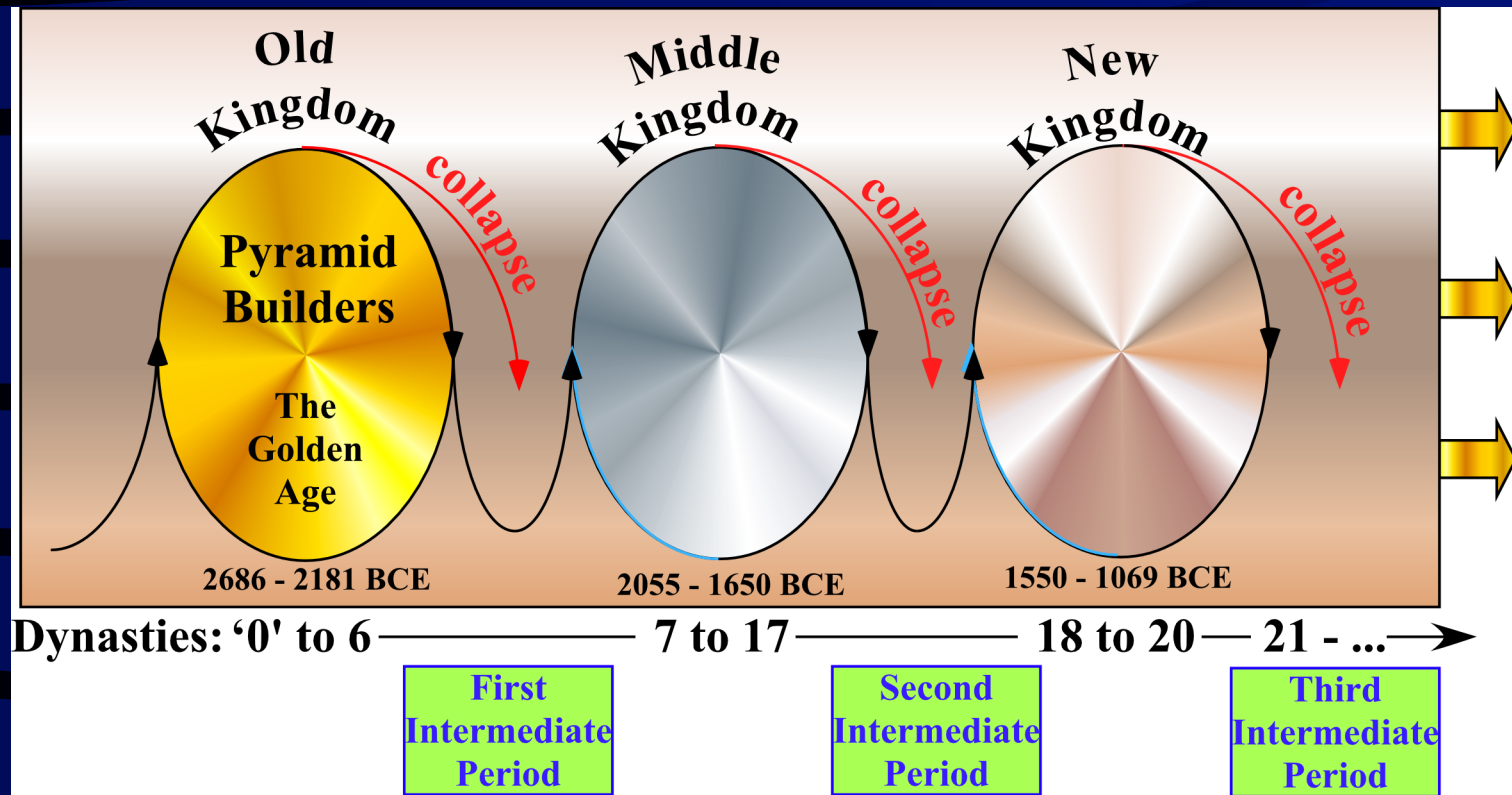 Old
Kingdom
Middle
Kingdom
New
Kingdom
collapse
collapse
collapse
Pyramid
Builders
The
Golden
Age
2686 - 2181 BCE
2055 - 1650 BCE
1550 - 1069 BCE
Dynasties: ‘0' to 6 7 to 17 18 to 20 21 - ...
First
Intermediate
Period
Second
Intermediate
Period
Third
Intermediate
Period